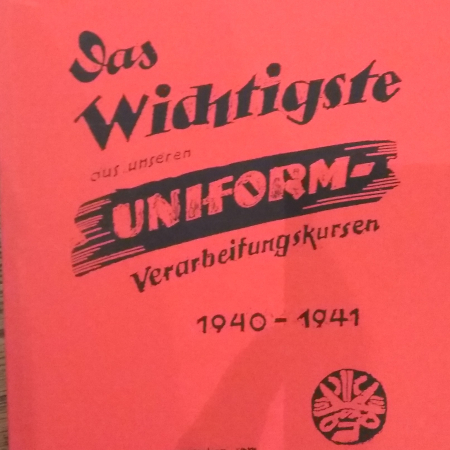 Das
Wichtigste
aus unseren
UNIFORM-
Verarbeitungskursen
1940-1941